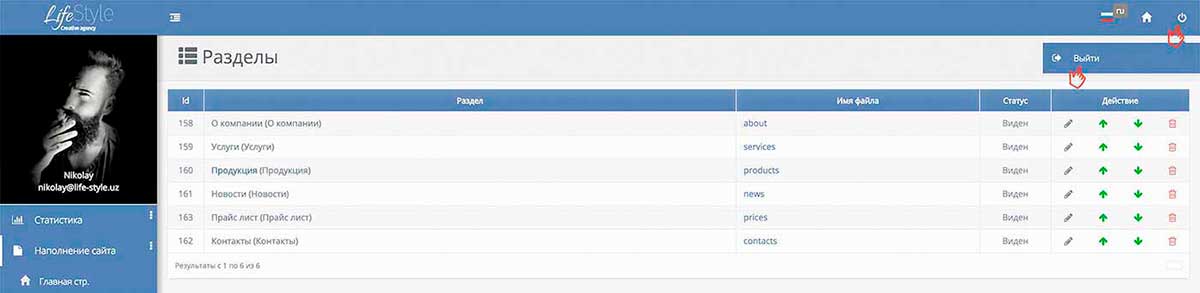 LifeStyle
Creative agency
ru
Разделы
Выйти
Nikolay
nikolay@life-style.uz
Статистика
Наполнение сайта
Главная стр.
Id Раздел Имя файла Статус Действие
158 О компании (О компании) about Виден
159 Услуги (Услуги) services Виден
160 Продукция (Продукция) products Виден
161 Новости (Новости) news Виден
163 Прайс лист (Прайс лист) prices Виден
162 Контакты (Контакты) contacts Виден
Результаты с 1 по 6 из 6